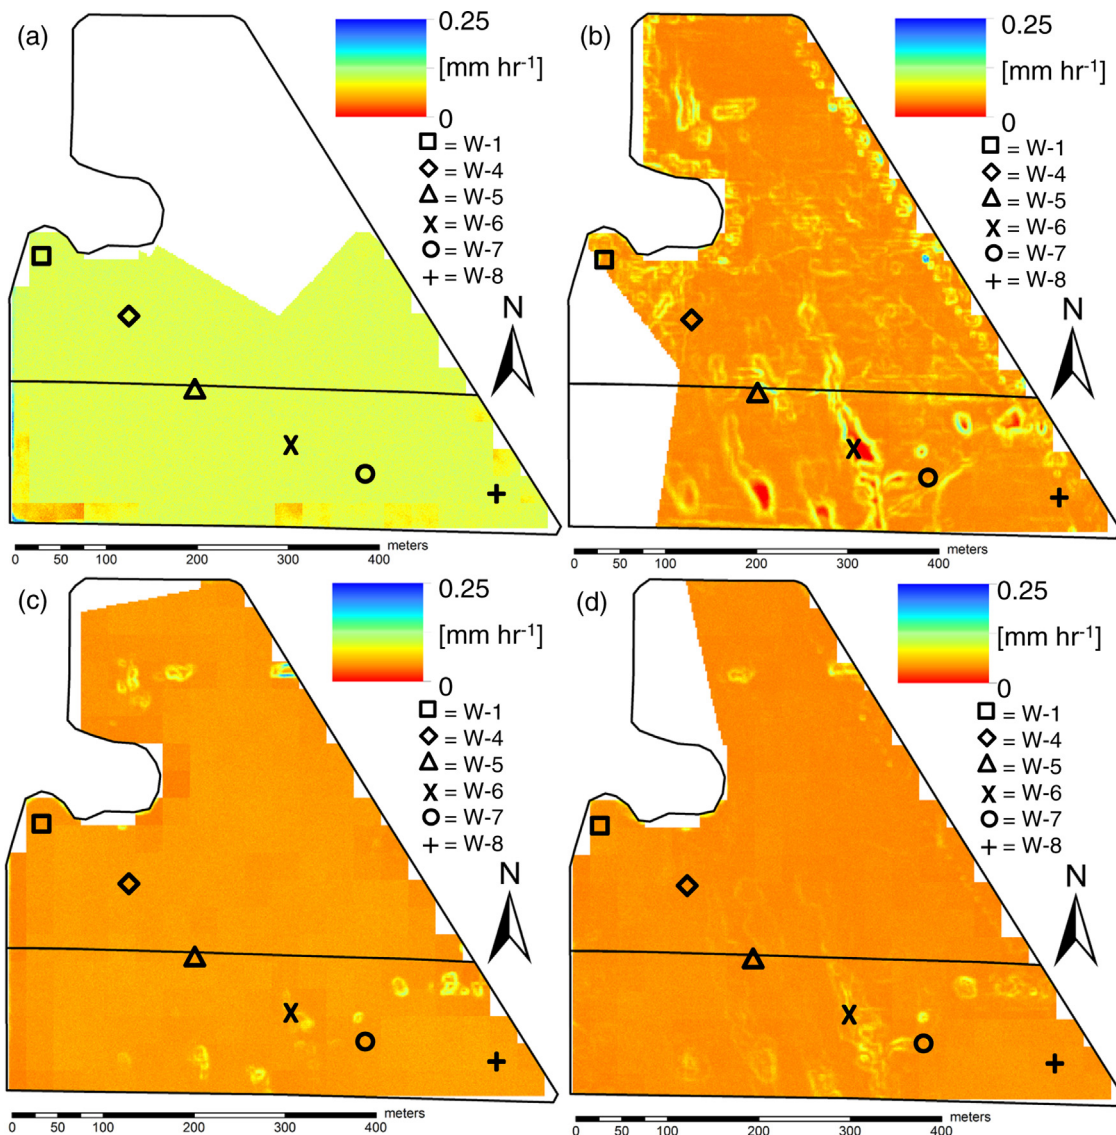 (a)
0.25
[mm hr⁻¹]
0
= W-1
= W-4
= W-5
= W-6
= W-7
= W-8
N
0 50 100 200 300 400 meters
(b)
0.25
[mm hr⁻¹]
0
= W-1
= W-4
= W-5
= W-6
= W-7
= W-8
N
0 50 100 200 300 400 meters
(c)
0.25
[mm hr⁻¹]
0
= W-1
= W-4
= W-5
= W-6
= W-7
= W-8
N
0 50 100 200 300 400 meters
(d)
0.25
[mm hr⁻¹]
0
= W-1
= W-4
= W-5
= W-6
= W-7
= W-8
N
0 50 100 200 300 400 meters